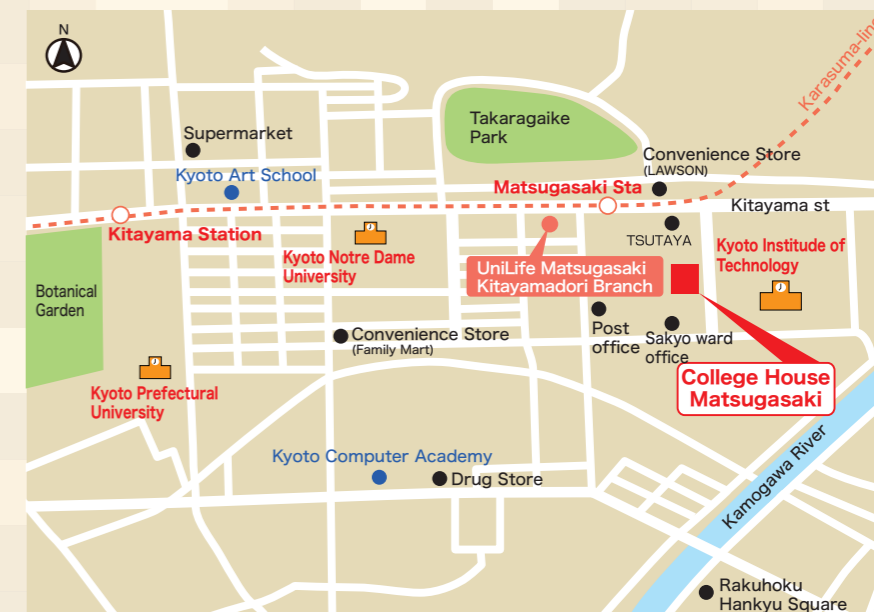 N
Karasuma-line
Takaragaike
Park
Supermarket
Convenience Store
(LAWSON)
Kyoto Art School
Matsugasaki Sta
Kitayama st
Kitayama Station
TSUTAYA
Kyoto Institude of
Technology
Kyoto Notre Dame
University
UniLife Matsugasaki
Kitayamadori Branch
Botanical
Garden
Post
office
Convenience Store
(Family Mart)
Sakyo ward
office
College House
Matsugasaki
Kyoto Prefectural
University
Kyoto Computer Academy
Drug Store
Kamogawa River
Rakuhoku
Hankyu Square